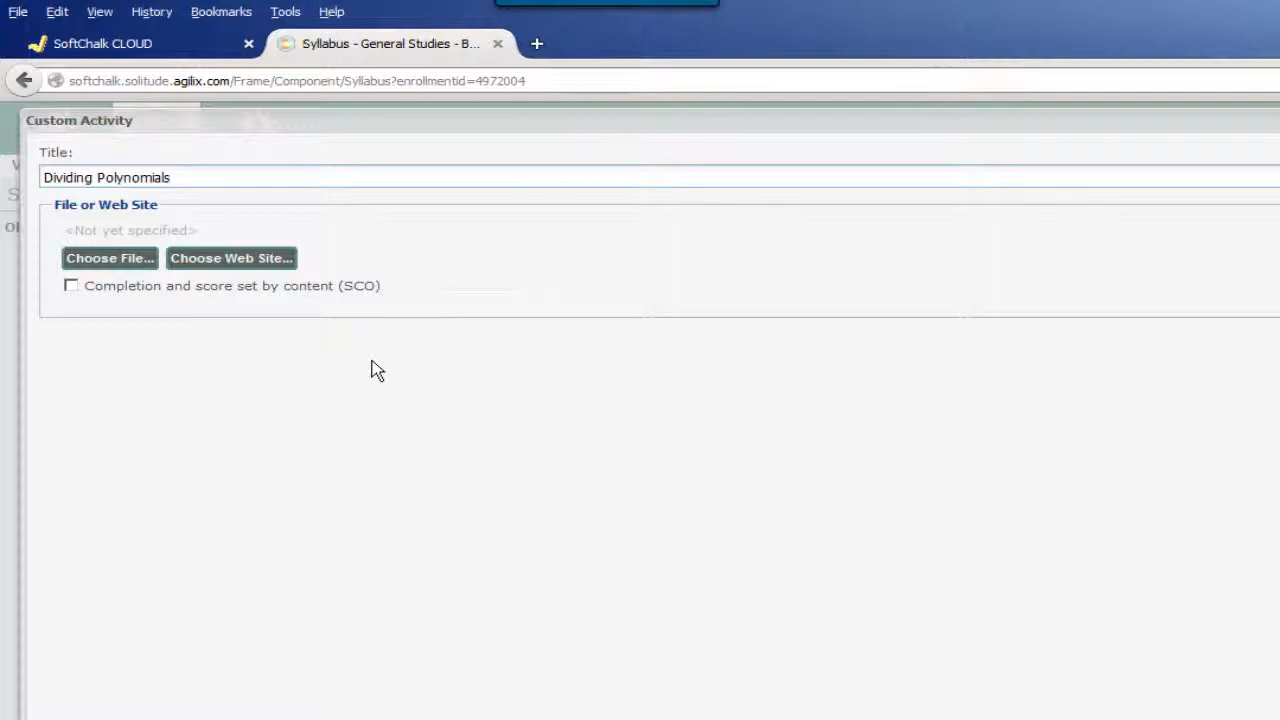 File Edit View History Bookmarks Tools Help
SoftChalk CLOUD Syllabus - General Studies - B...
softchalk.solitude.agilix.com/Frame/Component/Syllabus?enrollmentid=4972004
Custom Activity
Title:
Dividing Polynomials
File or Web Site
<Not yet specified>
Choose File... Choose Web Site...
Completion and score set by content (SCO)